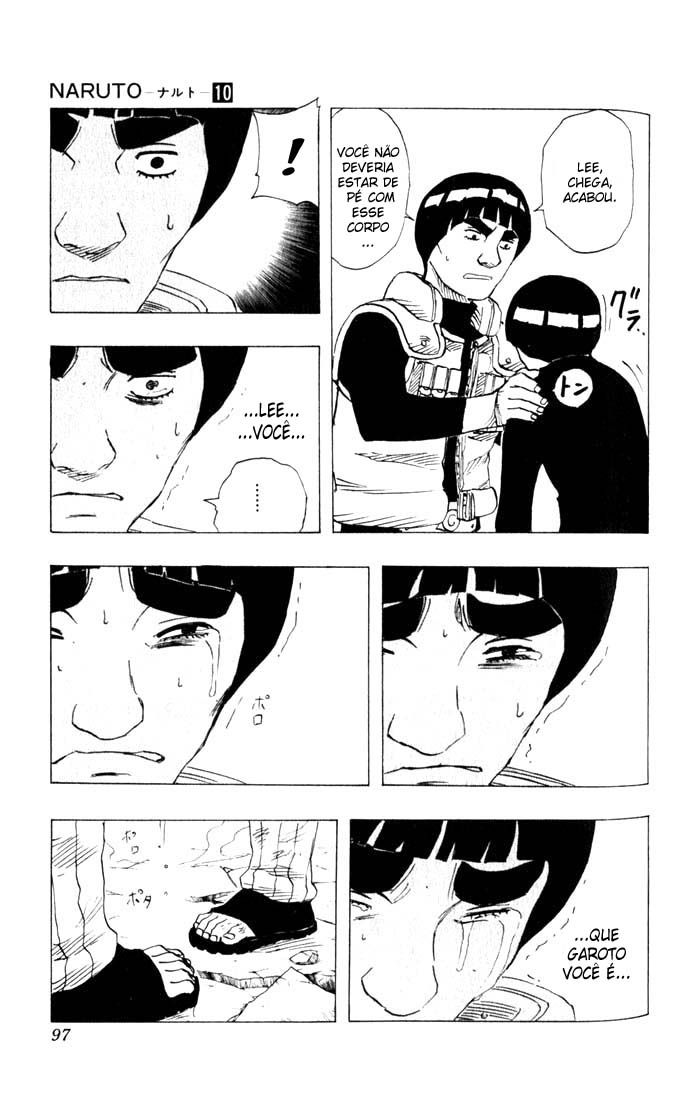 NARUTO —ナルト— 10
LEE,
CHEGA,
ACABOU.
VOCÊ NÃO
DEVERIA
ESTAR DE
PÉ COM
ESSE
CORPO
...
グラ
トン
!
...LEE...
...VOCÊ...
........
ポロ
...QUE
GAROTO
VOCÊ É...
ポロ
ポタ
97